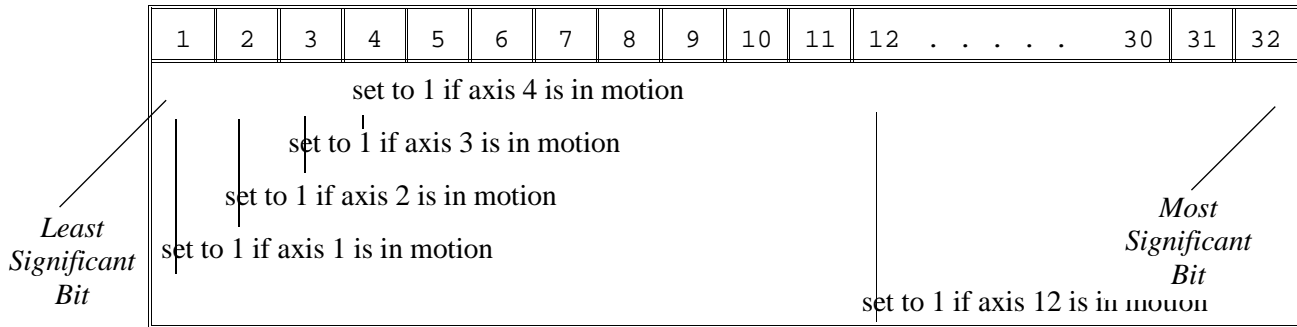 1 2 3 4 5 6 7 8 9 10 11 12 . . . . . 30 31 32
set to 1 if axis 4 is in motion
set to 1 if axis 3 is in motion
set to 1 if axis 2 is in motion
set to 1 if axis 1 is in motion
Least
Significant
Bit
Most
Significant
Bit
set to 1 if axis 12 is in motion